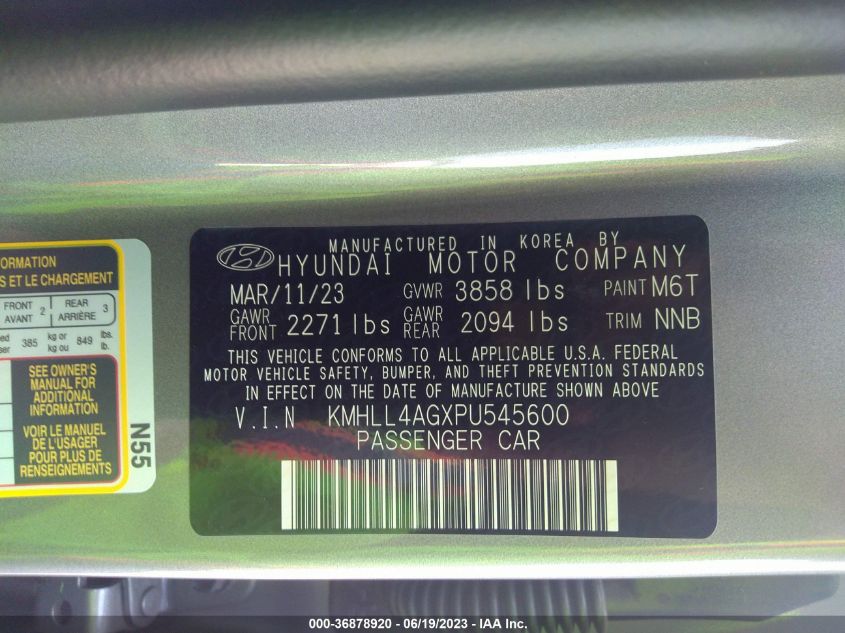 ORMATION
S ET LE CHARGEMENT
FRONT AVANT 2 REAR ARRIÈRE 3
385 kg or kg ou 849 lbs. lb.
SEE OWNER'S
MANUAL FOR
ADDITIONAL
INFORMATION
VOIR LE MANUEL
DE L'USAGER
POUR PLUS DE
RENSEIGNEMENTS
N55
MANUFACTURED IN KOREA BY
HYUNDAI MOTOR COMPANY
MAR/11/23 GVWR 3858 lbs PAINT M6T
GAWR FRONT 2271 lbs GAWR REAR 2094 lbs TRIM NNB
THIS VEHICLE CONFORMS TO ALL APPLICABLE U.S.A. FEDERAL
MOTOR VEHICLE SAFETY, BUMPER, AND THEFT PREVENTION STANDARDS
IN EFFECT ON THE DATE OF MANUFACTURE SHOWN ABOVE
V.I.N KMHLL4AGXPU545600
PASSENGER CAR
000-36878920 - 06/19/2023 - IAA Inc.